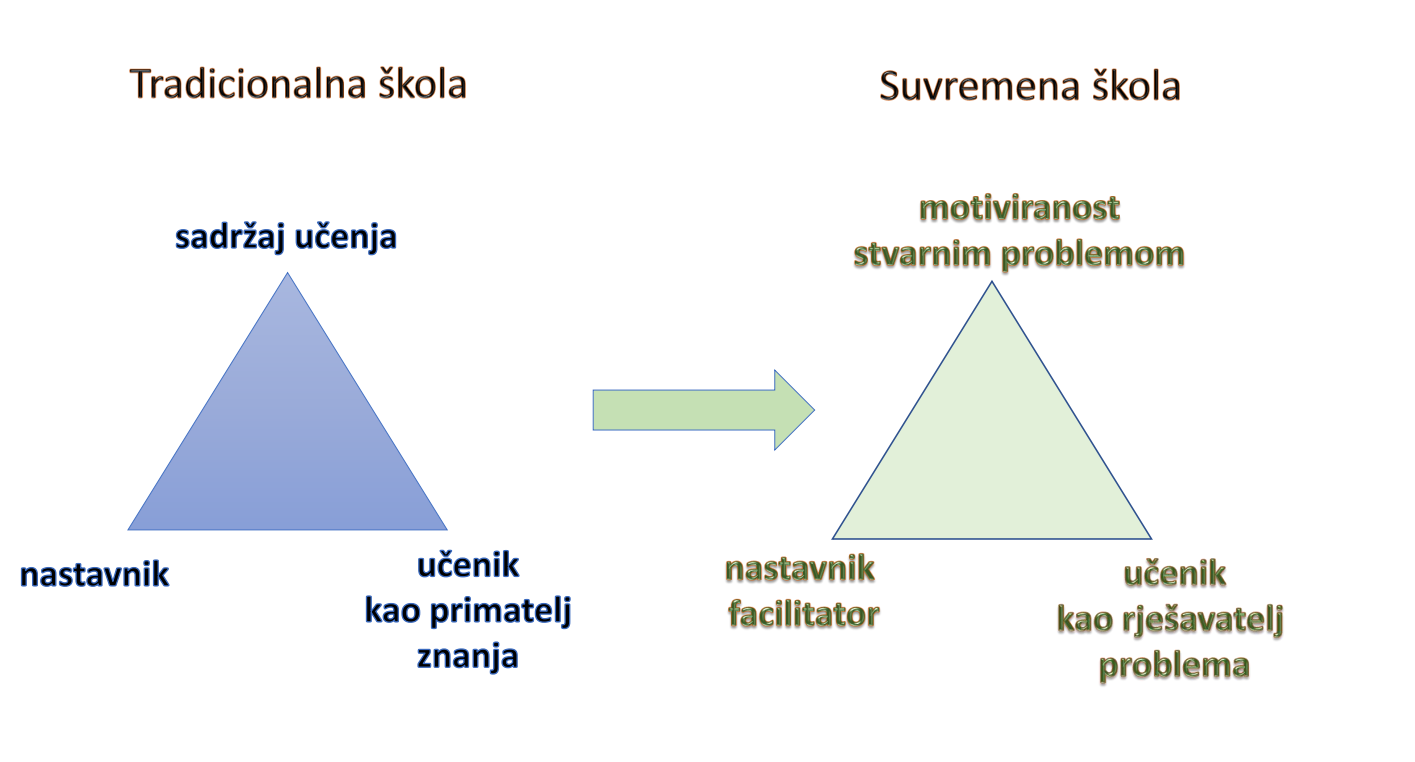 Tradicionalna škola
sadržaj učenja
nastavnik
učenik
kao primatelj
znanja
Suvremena škola
motiviranost
stvarnim problemom
nastavnik
facilitator
učenik
kao rješavatelj
problema